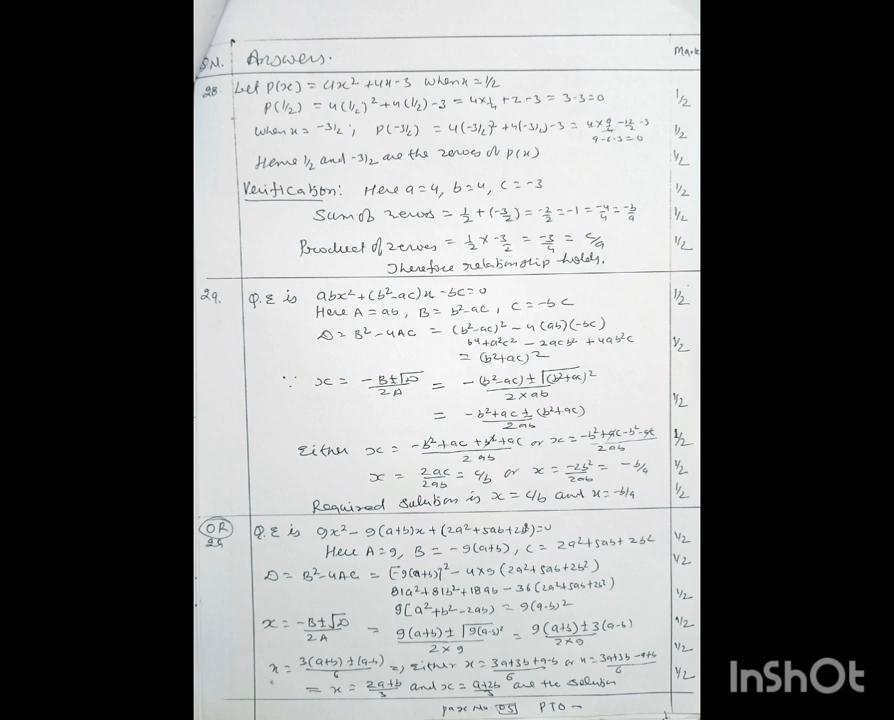 S.N. Answers. Mark
28. Let P(x) = 4x² + 4x - 3 when x = 1/2 1/2
P(1/2) = 4(1/2)² + 4(1/2) - 3 = 4×1/4 + 2 - 3 = 3-3=0
when x = -3/2 ; P(-3/2) = 4(-3/2)² + 4(-3/2) - 3 = 4×9/4 - 12/2 - 3 1/2
9-6-3=0
Hence 1/2 and -3/2 are the zeroes of P(x) 1/2
Verification: Here a = 4, b = 4, c = -3 1/2
Sum of zeroes = 1/2 + (-3/2) = -2/2 = -1 = -4/4 = -b/a 1/2
Product of zeroes = 1/2 × -3/2 = -3/4 = c/a 1/2
Therefore relationship holds.
29. Q.E is abx² + (b²-ac)x - bc = 0 1/2
Here A = ab, B = b²-ac, C = -bc
D = B² - 4AC = (b²-ac)² - 4(ab)(-bc)
b4 + a²c² - 2acb² + 4ab²c 1/2
= (b²+ac)²
∵ x = -B±√D/2A = -(b²-ac) ± √(b²+ac)²/2×ab
= -b²+ac ± (b²+ac)/2ab 1/2
Either x = -b²+ac+b²+ac/2ab or x = -b²+ac-b²-ac/2ab 1/2
x = 2ac/2ab = c/b or x = -2b²/2ab = -b/a 1/2
Required solution is x = c/b and x = -b/a 1/2
OR 29 Q.E is 9x² - 9(a+b)x + (2a²+5ab+2b²)=0 1/2
Here A = 9, B = -9(a+b), C = 2a²+5ab+2b² 1/2
D = B²-4AC = [-9(a+b)]² - 4×9(2a²+5ab+2b²)
81a²+81b²+18ab - 36(2a²+5ab+2b²) 1/2
9[a²+b²-2ab) = 9(a-b)²
x = -B±√D/2A = 9(a+b) ± √9(a-b)²/2×9 = 9(a+b) ± 3(a-b)/2×9 1/2
x = 3(a+b) ± (a-b)/6 =, Either x = 3a+3b+a-b/6 or x = 3a+3b-a+b/6 1/2
= x = 2a+b/3 and x = a+2b/3 are the solution 1/2
page No. 05 PTO -
InShOt